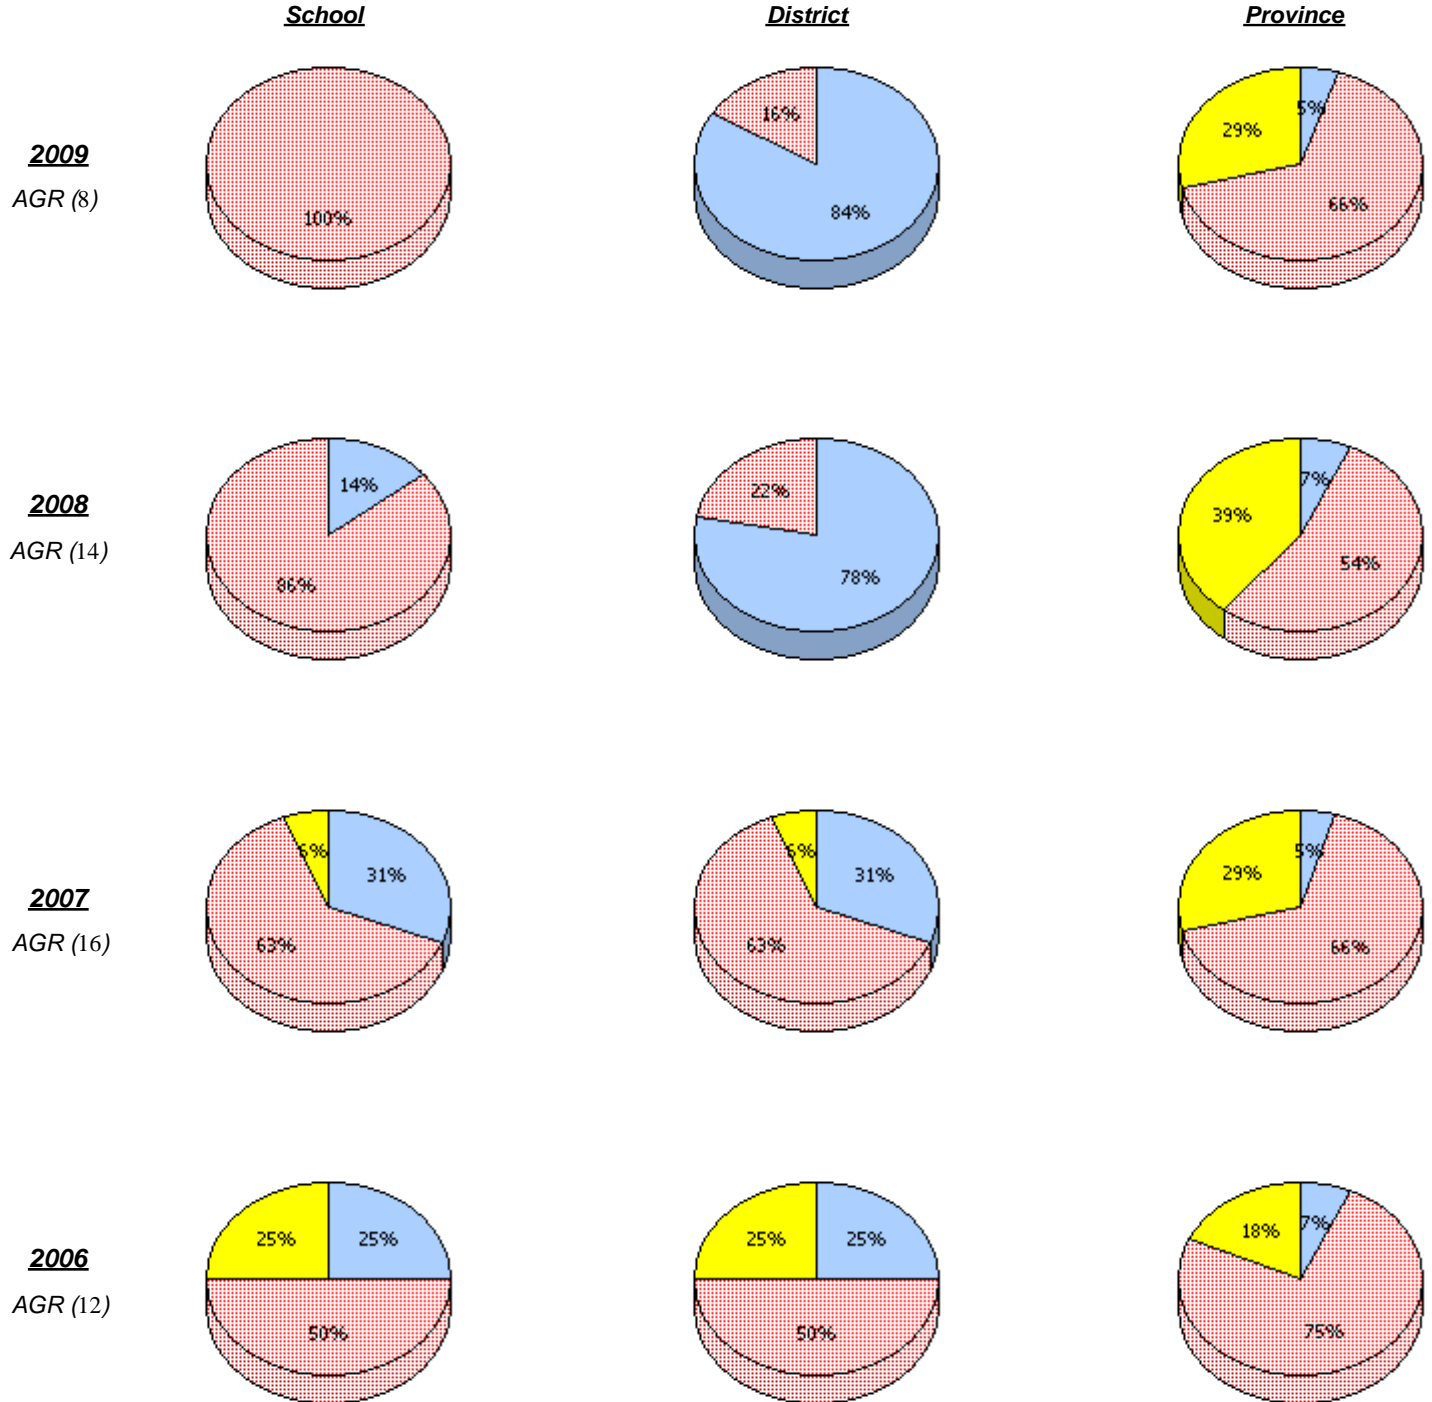 School District Province
16% 5%
29%
2009
AGR (8)
100% 84% 66%
14% 22% 7%
2008 39%
AGR (14)
86% 78% 54%
6% 31% 6% 31% 29% 5%
2007
AGR (16)
63% 63% 66%
25% 25% 25% 25% 18% 7%
2006
AGR (12)
50% 50% 75%